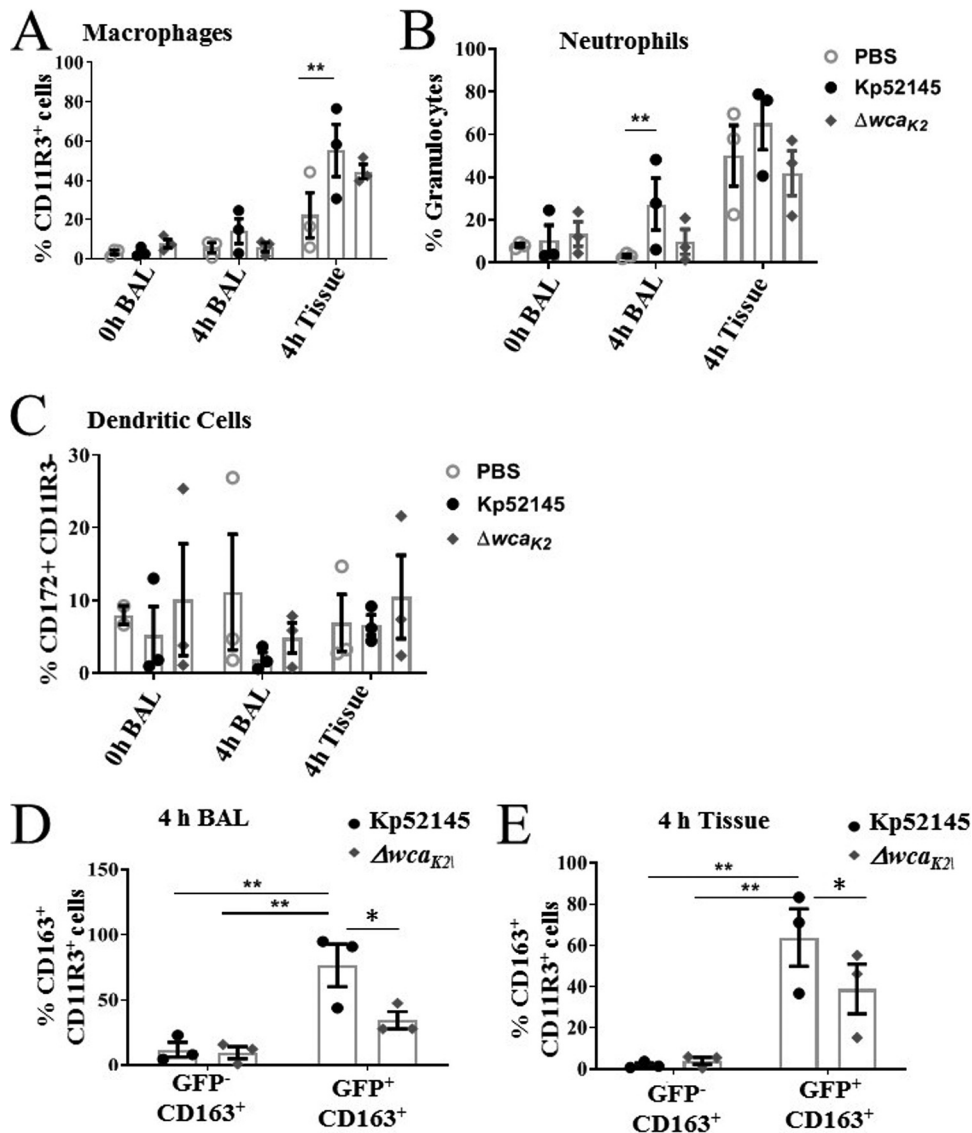 A
Macrophages
% CD11R3⁺ cells
100
80
60
40
20
0
**
0h BAL
4h BAL
4h Tissue
B
Neutrophils
% Granulocytes
100
80
60
40
20
0
**
0h BAL
4h BAL
4h Tissue
PBS
Kp52145
ΔwcaK2
C
Dendritic Cells
% CD172+ CD11R3-
30
20
10
0
0h BAL
4h BAL
4h Tissue
PBS
Kp52145
ΔwcaK2
D
4 h BAL
Kp52145
ΔwcaK2\
% CD163⁺
CD11R3⁺ cells
150
100
50
0
**
**
*
GFP⁻
CD163⁺
GFP⁺
CD163⁺
E
4 h Tissue
Kp52145
ΔwcaK2\
% CD163⁺
CD11R3⁺ cells
100
80
60
40
20
0
**
**
*
GFP⁻
CD163⁺
GFP⁺
CD163⁺